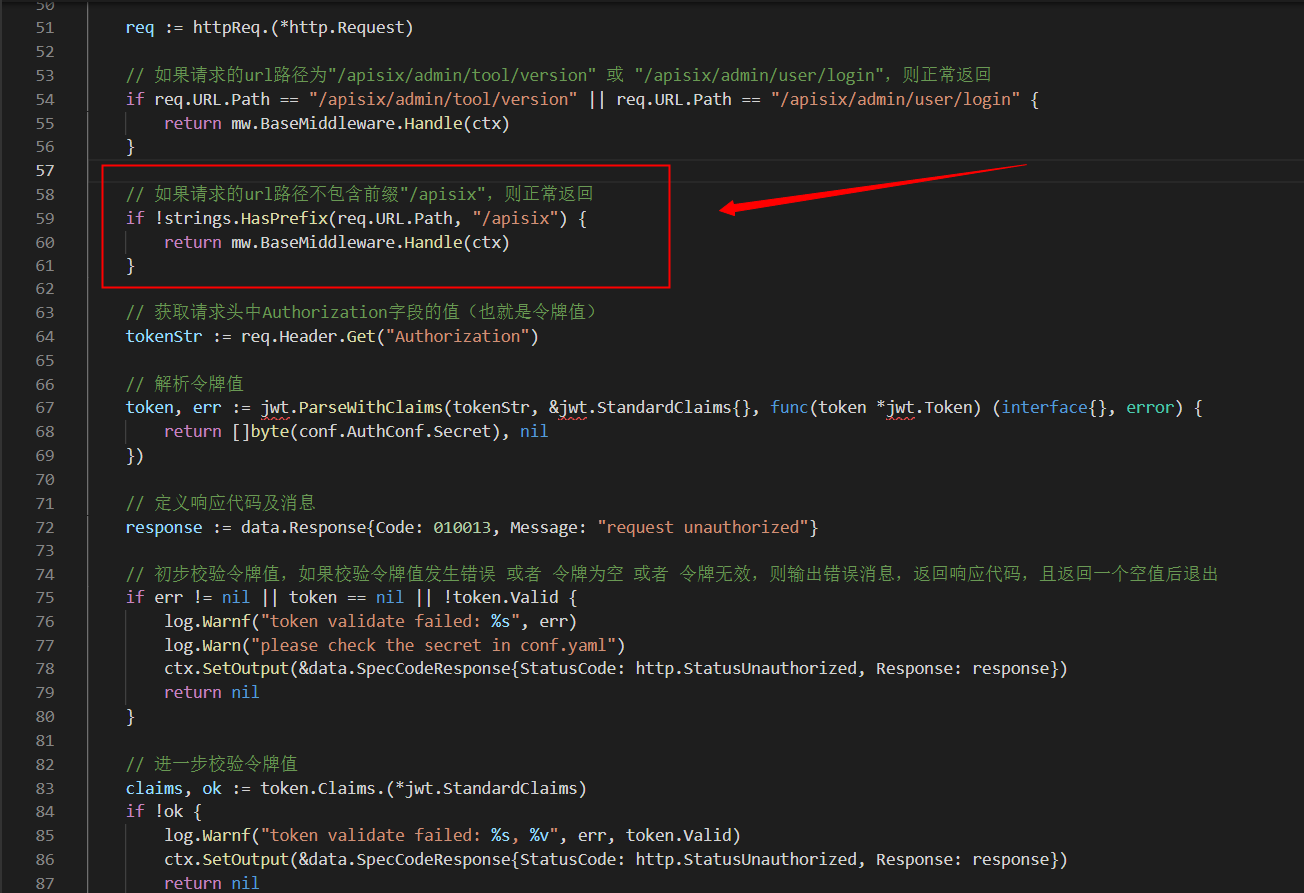 50
51 req := httpReq.(*http.Request)
52
53 // 如果请求的url路径为"/apisix/admin/tool/version" 或 "/apisix/admin/user/login"，则正常返回
54 if req.URL.Path == "/apisix/admin/tool/version" || req.URL.Path == "/apisix/admin/user/login" {
55 return mw.BaseMiddleware.Handle(ctx)
56 }
57
58 // 如果请求的url路径不包含前缀"/apisix"，则正常返回
59 if !strings.HasPrefix(req.URL.Path, "/apisix") {
60 return mw.BaseMiddleware.Handle(ctx)
61 }
62
63 // 获取请求头中Authorization字段的值（也就是令牌值）
64 tokenStr := req.Header.Get("Authorization")
65
66 // 解析令牌值
67 token, err := jwt.ParseWithClaims(tokenStr, &jwt.StandardClaims{}, func(token *jwt.Token) (interface{}, error) {
68 return []byte(conf.AuthConf.Secret), nil
69 })
70
71 // 定义响应代码及消息
72 response := data.Response{Code: 010013, Message: "request unauthorized"}
73
74 // 初步校验令牌值，如果校验令牌值发生错误 或者 令牌为空 或者 令牌无效，则输出错误消息，返回响应代码，且返回一个空值后退出
75 if err != nil || token == nil || !token.Valid {
76 log.Warnf("token validate failed: %s", err)
77 log.Warn("please check the secret in conf.yaml")
78 ctx.SetOutput(&data.SpecCodeResponse{StatusCode: http.StatusUnauthorized, Response: response})
79 return nil
80 }
81
82 // 进一步校验令牌值
83 claims, ok := token.Claims.(*jwt.StandardClaims)
84 if !ok {
85 log.Warnf("token validate failed: %s, %v", err, token.Valid)
86 ctx.SetOutput(&data.SpecCodeResponse{StatusCode: http.StatusUnauthorized, Response: response})
87 return nil